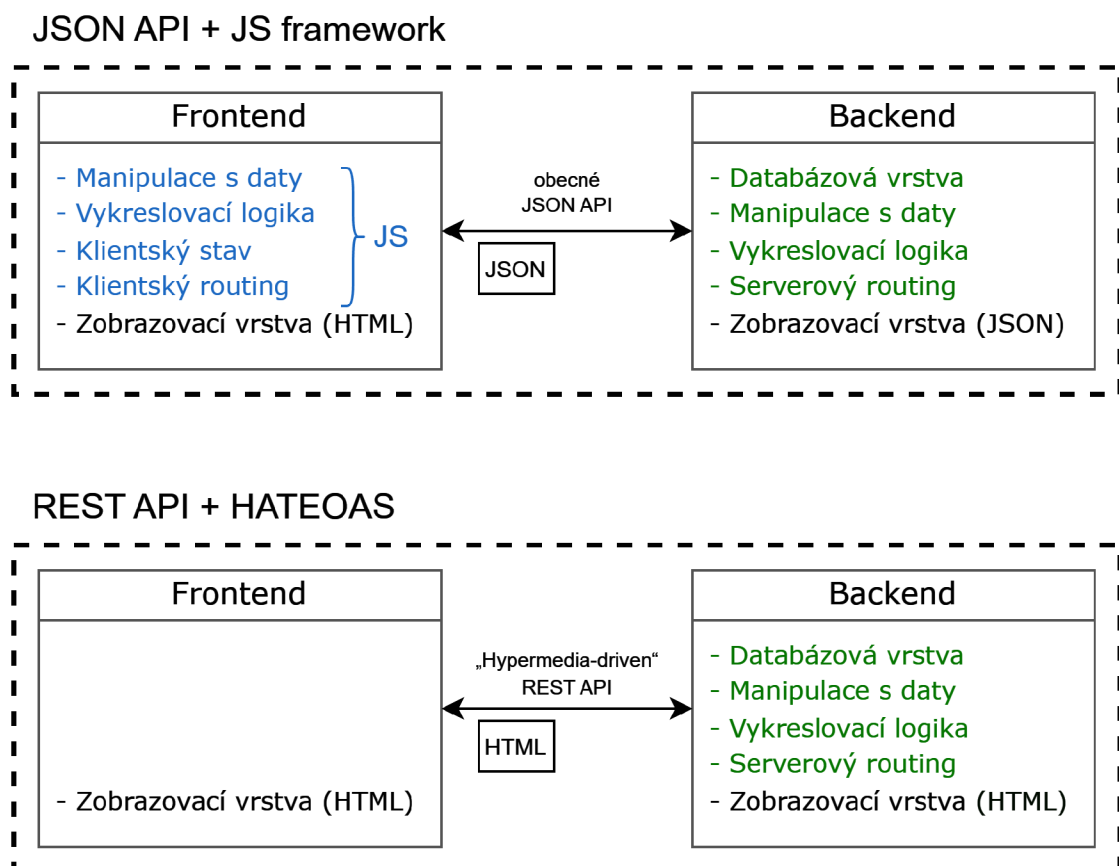 JSON API + JS framework
Frontend
- Manipulace s daty
- Vykreslovací logika
- Klientský stav
- Klientský routing
JS
- Zobrazovací vrstva (HTML)
obecné
JSON API
JSON
Backend
- Databázová vrstva
- Manipulace s daty
- Vykreslovací logika
- Serverový routing
- Zobrazovací vrstva (JSON)
REST API + HATEOAS
Frontend
- Zobrazovací vrstva (HTML)
„Hypermedia-driven“
REST API
HTML
Backend
- Databázová vrstva
- Manipulace s daty
- Vykreslovací logika
- Serverový routing
- Zobrazovací vrstva (HTML)